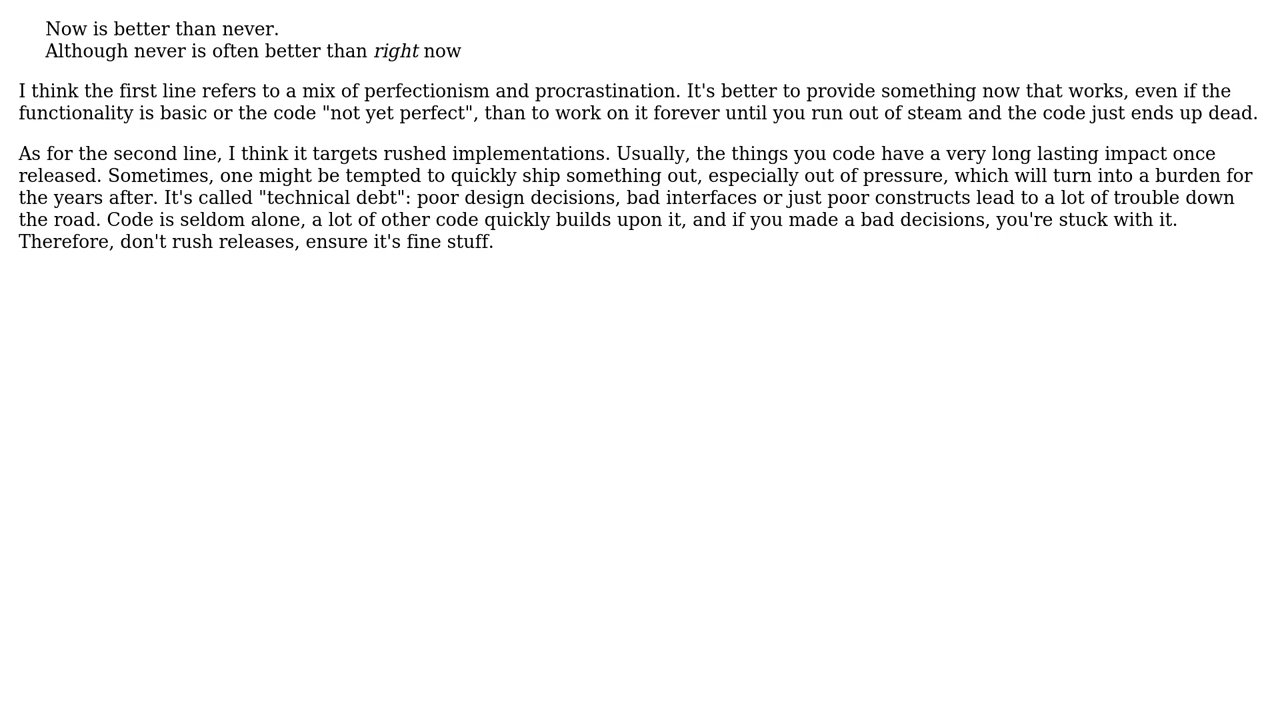 Now is better than never.
Although never is often better than right now
I think the first line refers to a mix of perfectionism and procrastination. It's better to provide something now that works, even if the
functionality is basic or the code "not yet perfect", than to work on it forever until you run out of steam and the code just ends up dead.
As for the second line, I think it targets rushed implementations. Usually, the things you code have a very long lasting impact once
released. Sometimes, one might be tempted to quickly ship something out, especially out of pressure, which will turn into a burden for
the years after. It's called "technical debt": poor design decisions, bad interfaces or just poor constructs lead to a lot of trouble down
the road. Code is seldom alone, a lot of other code quickly builds upon it, and if you made a bad decisions, you're stuck with it.
Therefore, don't rush releases, ensure it's fine stuff.